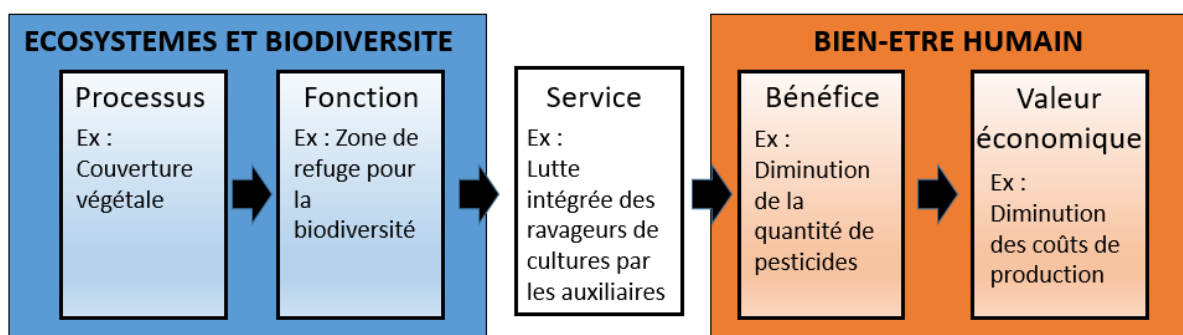 ECOSYSTEMES ET BIODIVERSITE
Processus
Ex :
Couverture
végétale
Fonction
Ex : Zone de
refuge pour
la
biodiversité
Service
Ex :
Lutte
intégrée des
ravageurs de
cultures par
les auxiliaires
BIEN-ETRE HUMAIN
Bénéfice
Ex :
Diminution
de la
quantité de
pesticides
Valeur
économique
Ex :
Diminution
des coûts de
production